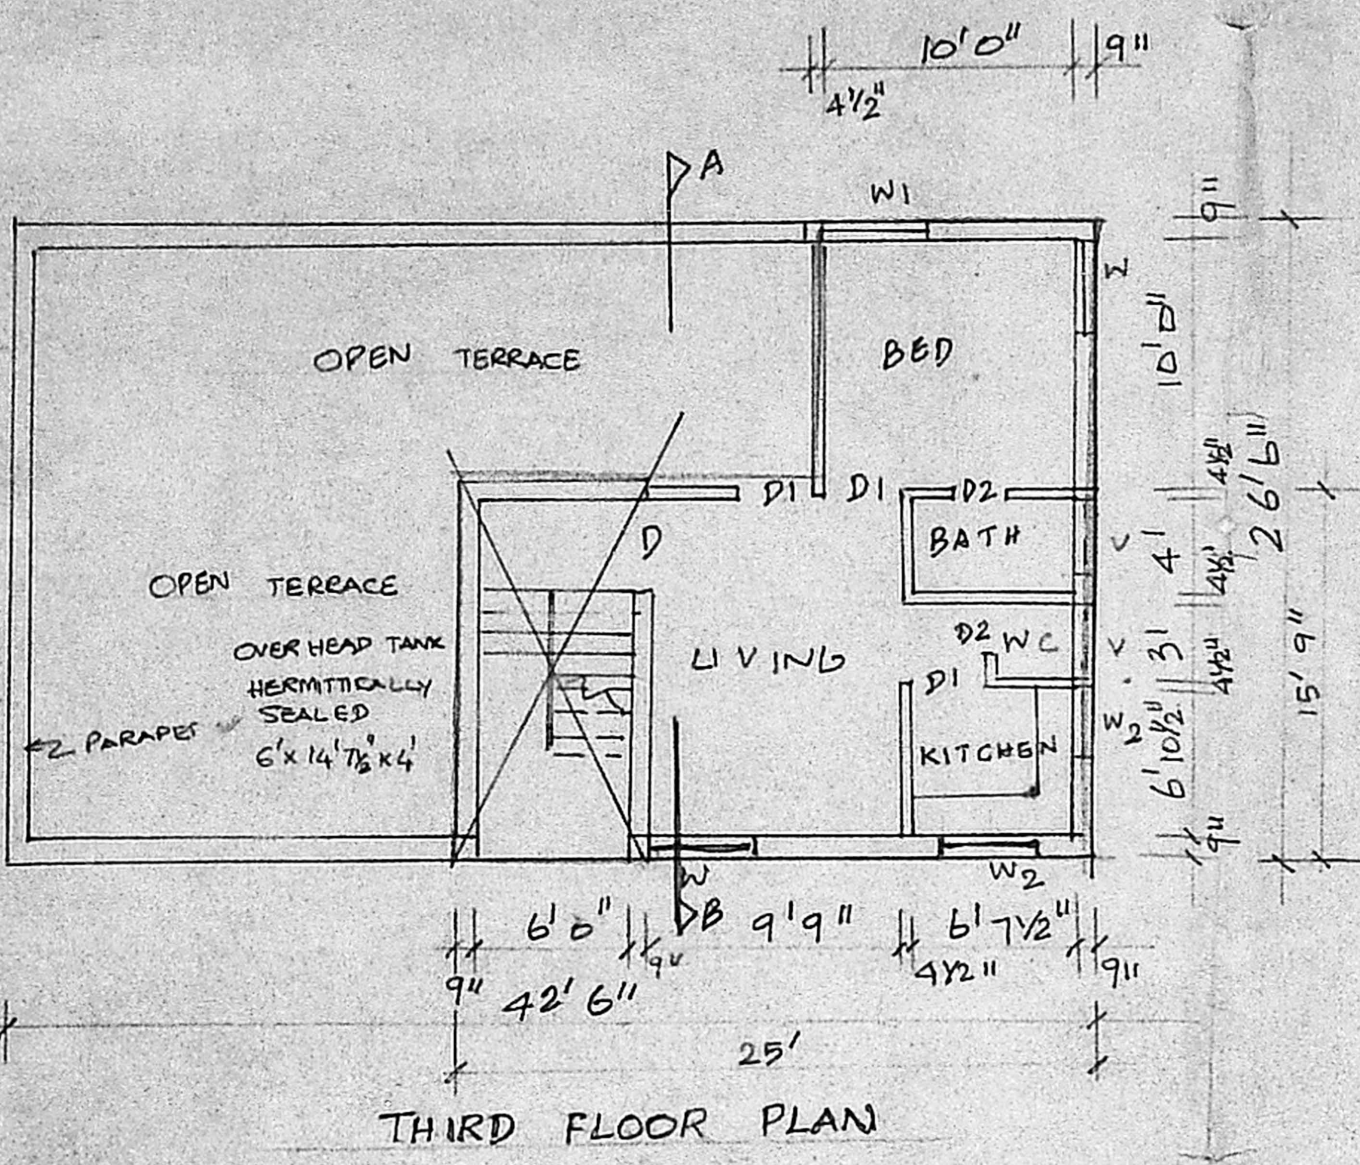 10'0"
9"
4½"
A
W1
9"
W
OPEN TERRACE
BED
10'0"
4½"
26'6"
D1
D1
D2
D
BATH
V
4'
4½"
OPEN TERRACE
OVER HEAD TANK
HERMITTICALLY
SEALED
6'x14'7½"x4'
PARAPET
LIVING
D2
WC
V
3'
4½"
15'9"
D1
W2
6'10½"
KITCHEN
9"
W
W2
B
6'0"
9'9"
6'7½"
9"
4½"
9"
9"
42'6"
25'
THIRD FLOOR PLAN